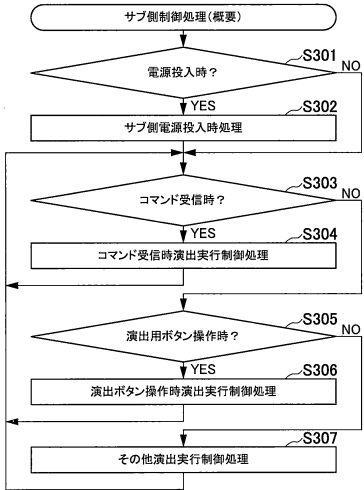 サブ側制御処理(概要)
S301
電源投入時?
NO
YES
S302
サブ側電源投入時処理
S303
コマンド受信時?
NO
YES
S304
コマンド受信時演出実行制御処理
S305
演出用ボタン操作時?
NO
YES
S306
演出ボタン操作時演出実行制御処理
S307
その他演出実行制御処理